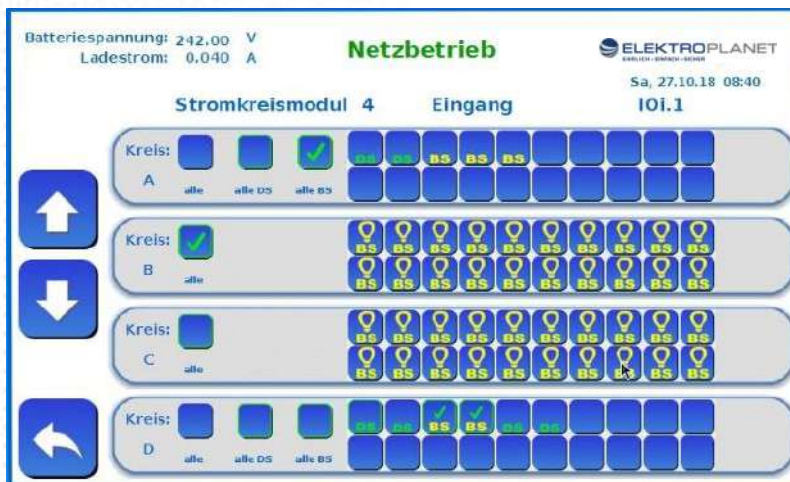 Batteriespannung: 242.00 V
Ladestrom: 0.040 A
Netzbetrieb
ELEKTROPLANET
EHRLICH - EINFACH - SICHER
Sa, 27.10.18 08:40
Stromkreismodul 4 Eingang IOi.1
Kreis: DS DS BS BS BS
A alle alle DS alle BS
Kreis: BS BS BS BS BS BS BS BS BS BS
B alle BS BS BS BS BS BS BS BS BS BS
Kreis: BS BS BS BS BS BS BS BS BS BS
C alle BS BS BS BS BS BS BS BS BS BS
Kreis: DS DS BS BS DS DS
D alle alle DS alle BS